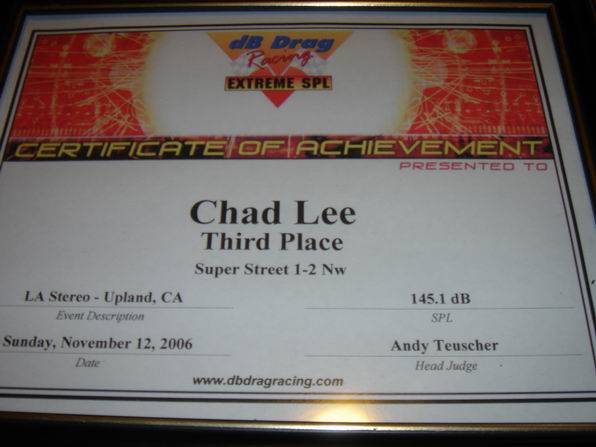 dB Drag
Racing
EXTREME SPL
CERTIFICATE OF ACHIEVEMENT
PRESENTED TO
Chad Lee
Third Place
Super Street 1-2 Nw
LA Stereo - Upland, CA
Event Description
145.1 dB
SPL
Sunday, November 12, 2006
Date
Andy Teuscher
Head Judge
www.dbdragracing.com